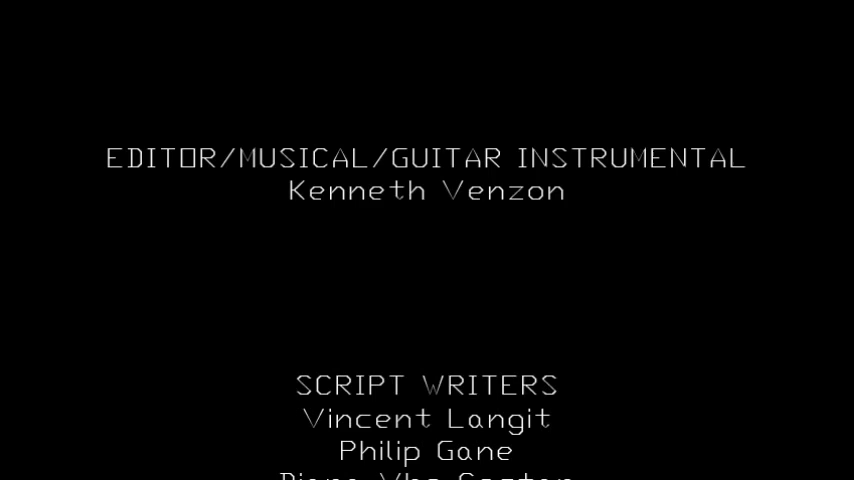 EDITOR/MUSICAL/GUITAR INSTRUMENTAL
Kenneth Venzon
SCRIPT WRITERS
Vincent Langit
Philip Gane